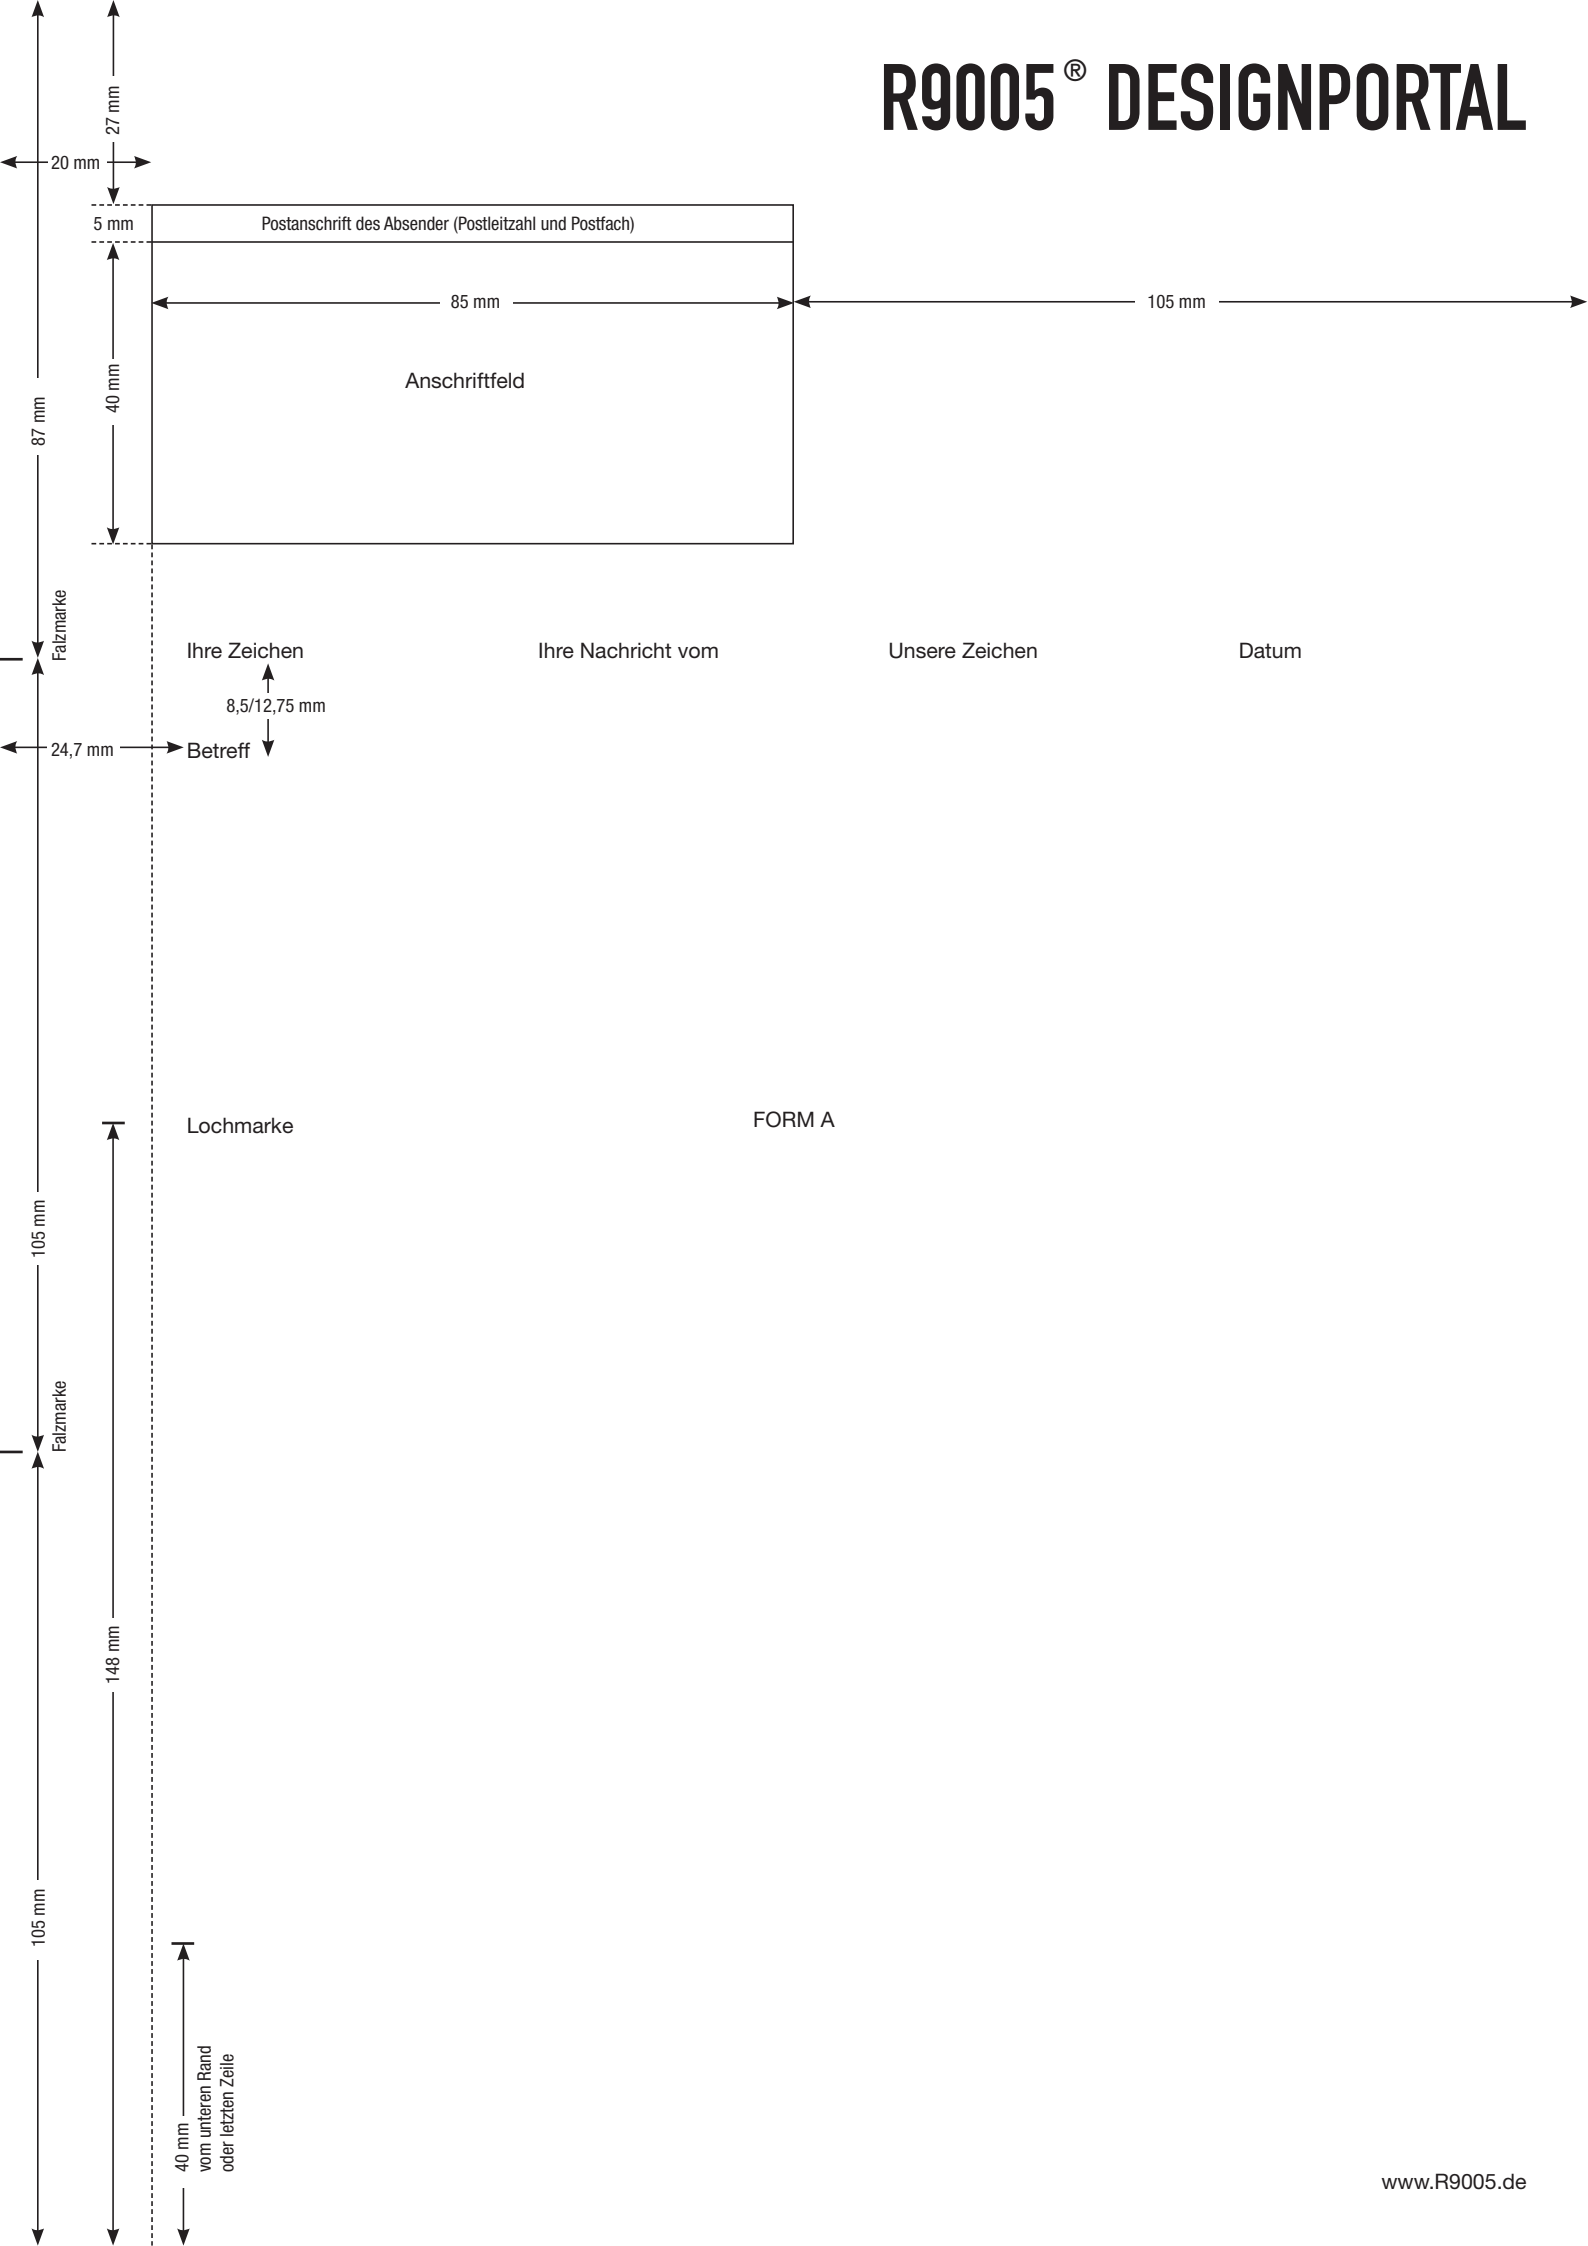 R9005® DESIGNPORTAL
27 mm
20 mm
5 mm
Postanschrift des Absender (Postleitzahl und Postfach)
85 mm
105 mm
Anschriftfeld
40 mm
87 mm
Falzmarke
Ihre Zeichen
Ihre Nachricht vom
Unsere Zeichen
Datum
8,5/12,75 mm
24,7 mm
Betreff
Lochmarke
FORM A
105 mm
Falzmarke
148 mm
105 mm
40 mm
vom unteren Rand
oder letzten Zeile
www.R9005.de